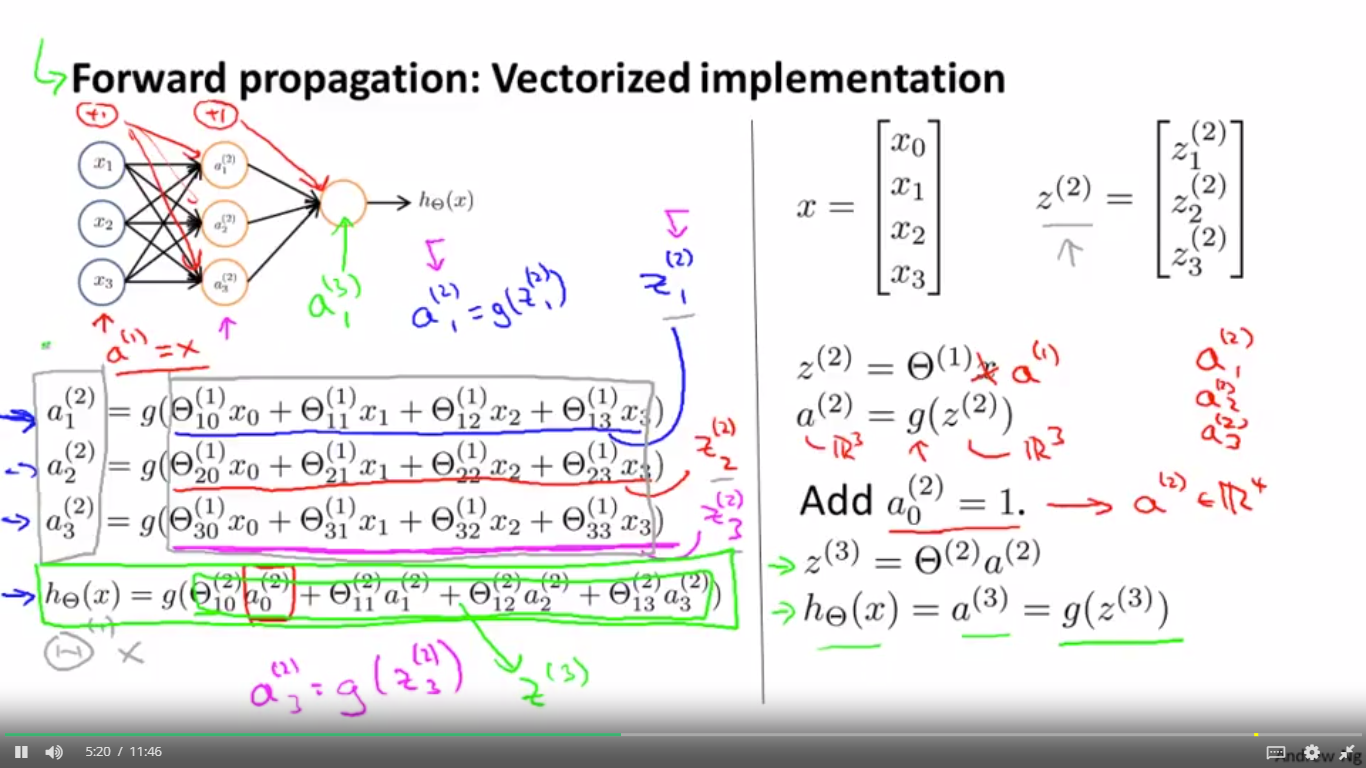 Forward propagation: Vectorized implementation
+1 +1
x₁ a₁⁽²⁾
x₂ a₂⁽²⁾ h_Θ(x)
x₃ a₃⁽²⁾
a₁⁽³⁾
a₁⁽²⁾ = g(z₁⁽²⁾)
z₁⁽²⁾
a⁽¹⁾ = x
a₁⁽²⁾ = g(Θ₁₀⁽¹⁾x₀ + Θ₁₁⁽¹⁾x₁ + Θ₁₂⁽¹⁾x₂ + Θ₁₃⁽¹⁾x₃)
z₂⁽²⁾
a₂⁽²⁾ = g(Θ₂₀⁽¹⁾x₀ + Θ₂₁⁽¹⁾x₁ + Θ₂₂⁽¹⁾x₂ + Θ₂₃⁽¹⁾x₃)
z₃⁽²⁾
a₃⁽²⁾ = g(Θ₃₀⁽¹⁾x₀ + Θ₃₁⁽¹⁾x₁ + Θ₃₂⁽¹⁾x₂ + Θ₃₃⁽¹⁾x₃)
h_Θ(x) = g(Θ₁₀⁽²⁾a₀⁽²⁾ + Θ₁₁⁽²⁾a₁⁽²⁾ + Θ₁₂⁽²⁾a₂⁽²⁾ + Θ₁₃⁽²⁾a₃⁽²⁾)
Θ⁽¹⁾ x
a₃⁽²⁾ = g(z₃⁽²⁾)
z⁽³⁾
x = [x₀ x₁ x₂ x₃]
z⁽²⁾ = [z₁⁽²⁾ z₂⁽²⁾ z₃⁽²⁾]
z⁽²⁾ = Θ⁽¹⁾x a⁽¹⁾
a⁽²⁾ = g(z⁽²⁾)
ℝ³ ℝ³
a₁⁽²⁾
a₂⁽²⁾
a₃⁽²⁾
Add a₀⁽²⁾ = 1. → a⁽²⁾ ∈ ℝ⁴
z⁽³⁾ = Θ⁽²⁾a⁽²⁾
h_Θ(x) = a⁽³⁾ = g(z⁽³⁾)
5:20 / 11:46
Andrew Ng